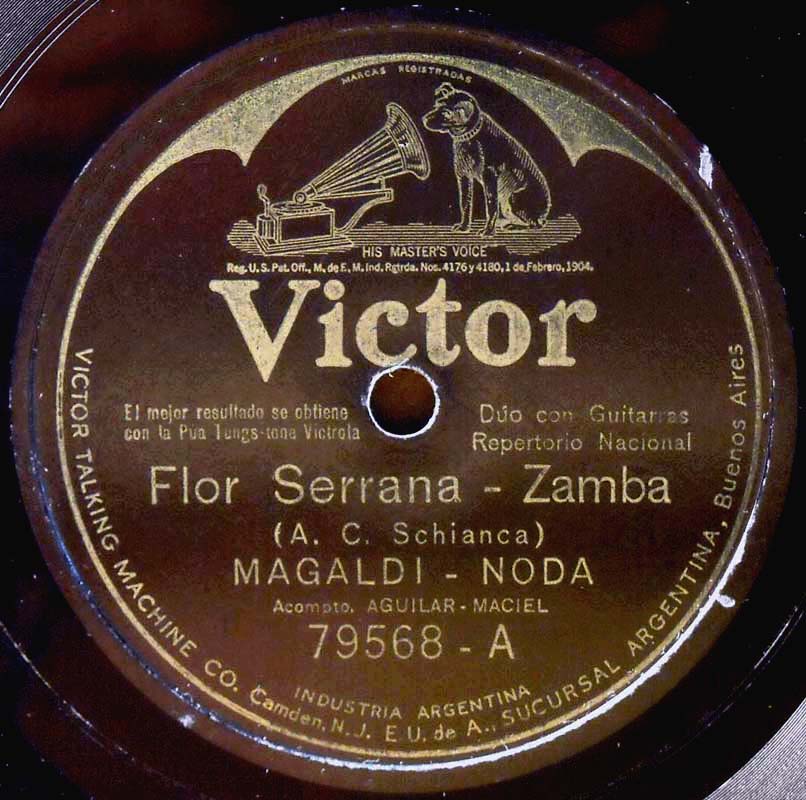 MARCAS REGISTRADAS
HIS MASTER'S VOICE
Reg. U.S. Pat. Off., M. de F., M. Ind. Rgtrda. Nos. 4176 y 4180, 1 de Febrero, 1904.
Victor
El mejor resultado se obtiene
con la Púa Tungs-tone Victrola
Dúo con Guitarras
Repertorio Nacional
Flor Serrana - Zamba
(A. C. Schianca)
MAGALDI - NODA
Acompto. AGUILAR - MACIEL
79568 - A
INDUSTRIA ARGENTINA
VICTOR TALKING MACHINE CO. Camden, N. J. E.U. de A., SUCURSAL ARGENTINA, Buenos Aires